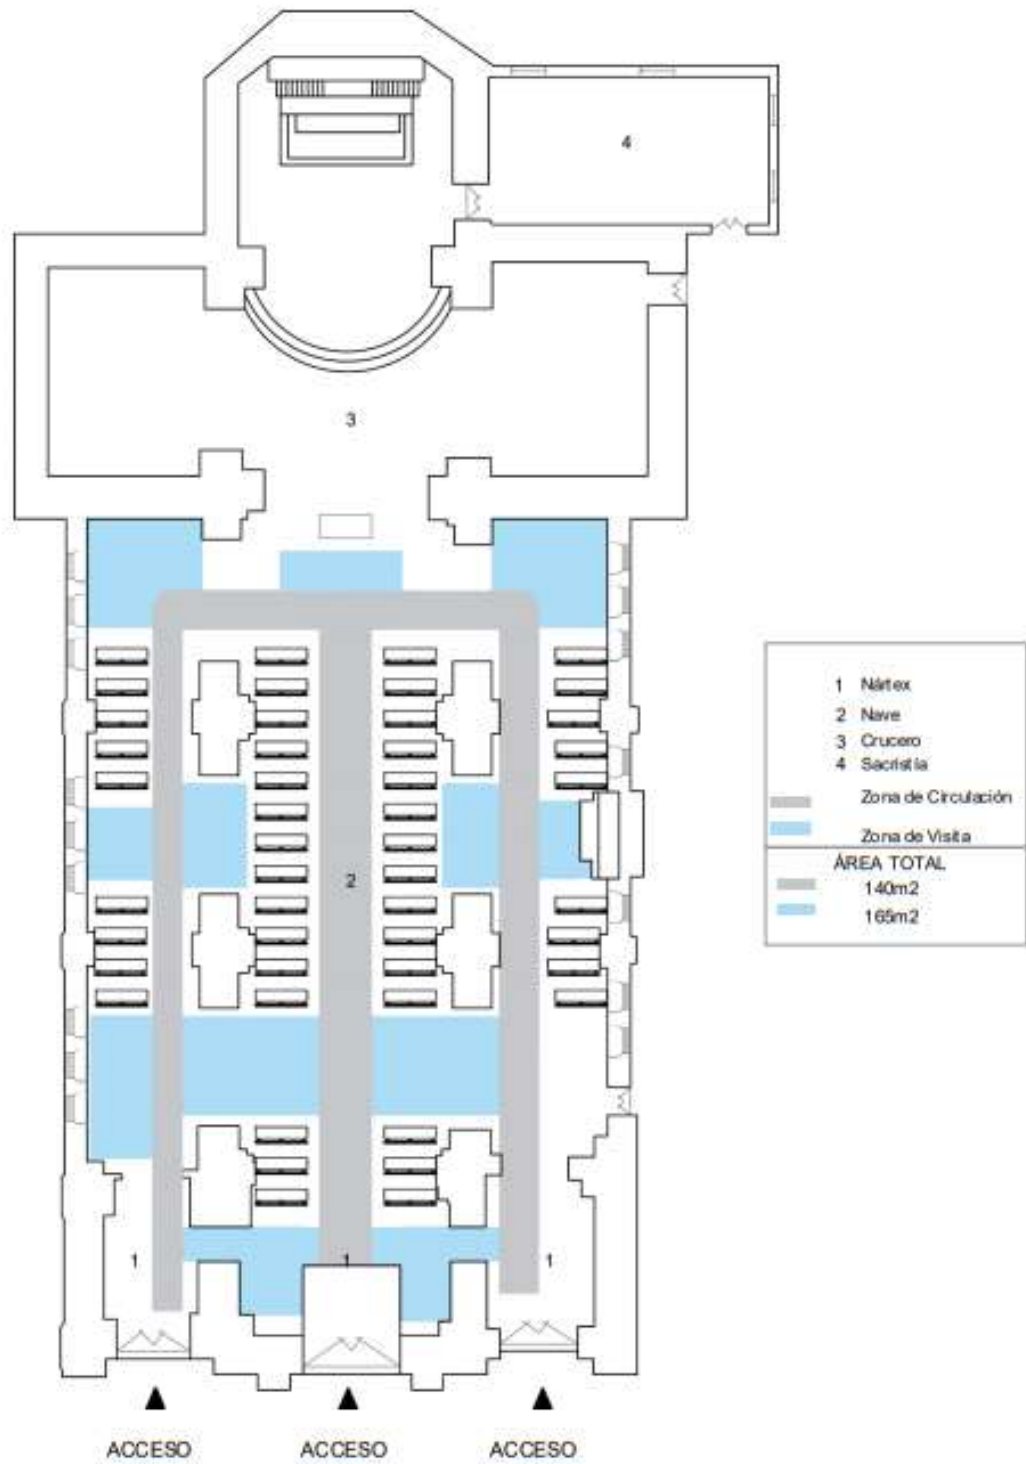 4
3
2
1
1
1
ACCESO
ACCESO
ACCESO
1 Nártex
2 Nave
3 Crucero
4 Sacristía
Zona de Circulación
Zona de Visita
ÁREA TOTAL
140m2
165m2